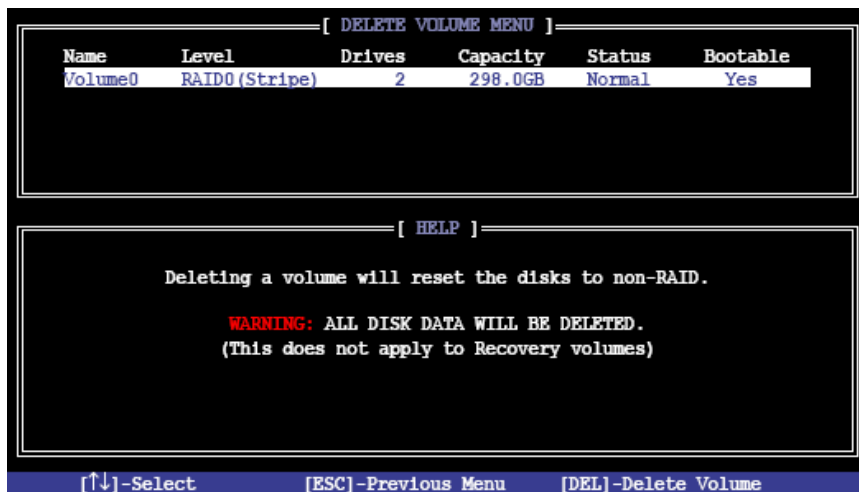 [ DELETE VOLUME MENU ]
Name Level Drives Capacity Status Bootable
Volume0 RAID0(Stripe) 2 298.0GB Normal Yes
[ HELP ]
Deleting a volume will reset the disks to non-RAID.
WARNING: ALL DISK DATA WILL BE DELETED.
(This does not apply to Recovery volumes)
[↑↓]-Select [ESC]-Previous Menu [DEL]-Delete Volume